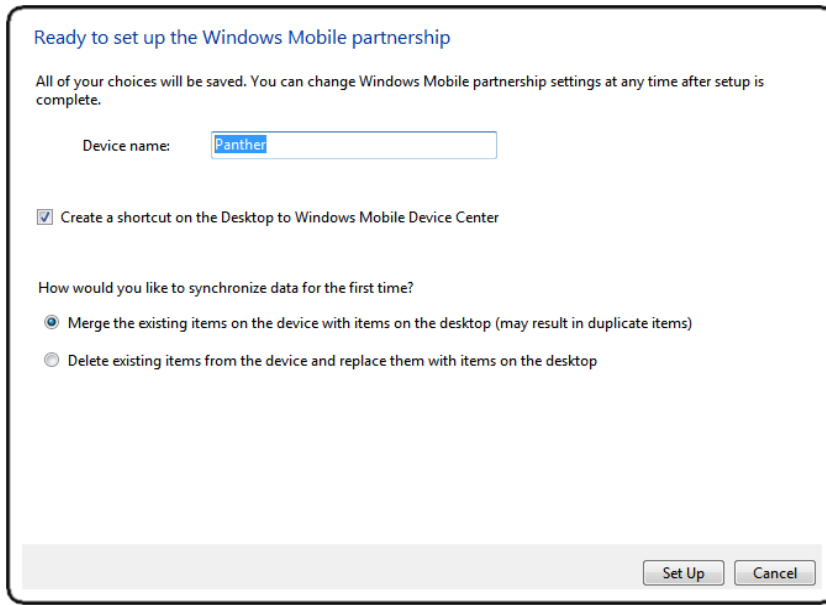 Ready to set up the Windows Mobile partnership
All of your choices will be saved. You can change Windows Mobile partnership settings at any time after setup is
complete.
Device name: Panther
Create a shortcut on the Desktop to Windows Mobile Device Center
How would you like to synchronize data for the first time?
Merge the existing items on the device with items on the desktop (may result in duplicate items)
Delete existing items from the device and replace them with items on the desktop
Set Up Cancel